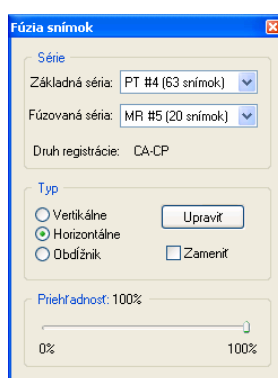 Fúzia snímok
Série
Základná séria: PT #4 (63 snímok)
Fúzovaná séria: MR #5 (20 snímok)
Druh registrácie: CA-CP
Typ
Vertikálne
Upraviť
Horizontálne
Obdĺžnik
Zameniť
Priehľadnosť: 100%
0% 100%